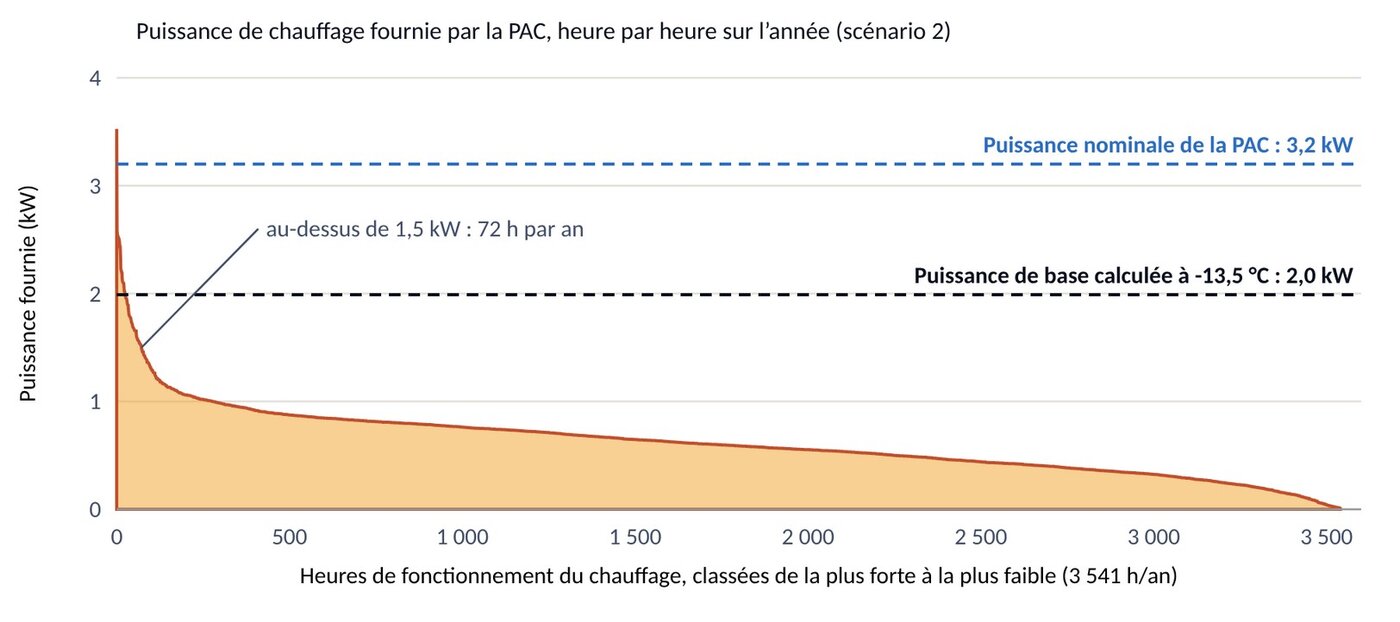 Puissance de chauffage fournie par la PAC, heure par heure sur l’année (scénario 2)
4
Puissance nominale de la PAC : 3,2 kW
3
au-dessus de 1,5 kW : 72 h par an
Puissance de base calculée à -13,5 °C : 2,0 kW
2
1
0
Puissance fournie (kW)
0 500 1 000 1 500 2 000 2 500 3 000 3 500
Heures de fonctionnement du chauffage, classées de la plus forte à la plus faible (3 541 h/an)